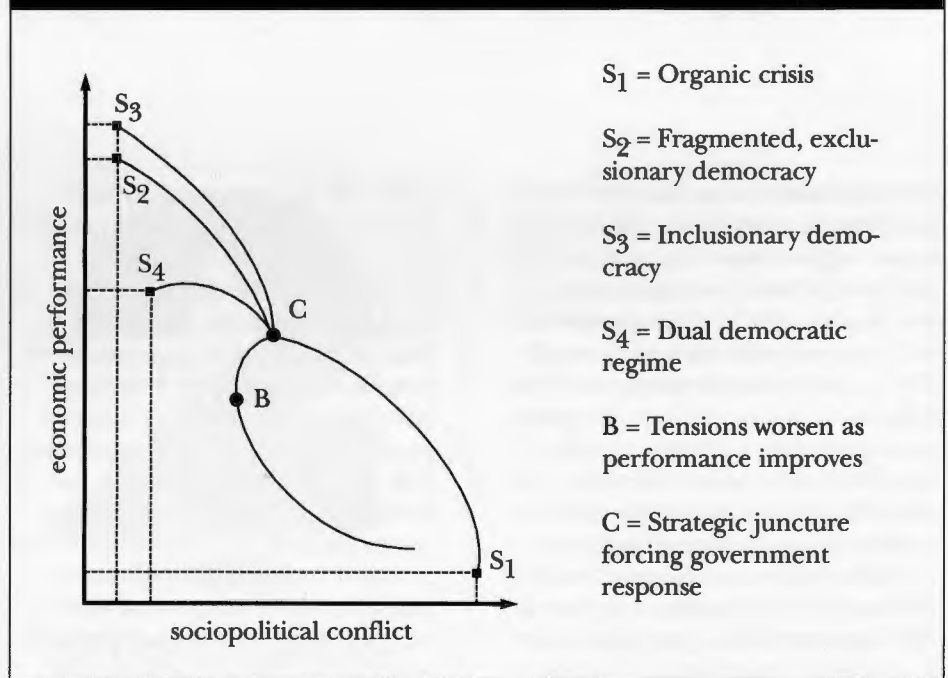 S3
S2
S4
C
B
S1
economic performance
sociopolitical conflict
S1 = Organic crisis
S2 = Fragmented, exclu-
sionary democracy
S3 = Inclusionary demo-
cracy
S4 = Dual democratic
regime
B = Tensions worsen as
performance improves
C = Strategic juncture
forcing government
response